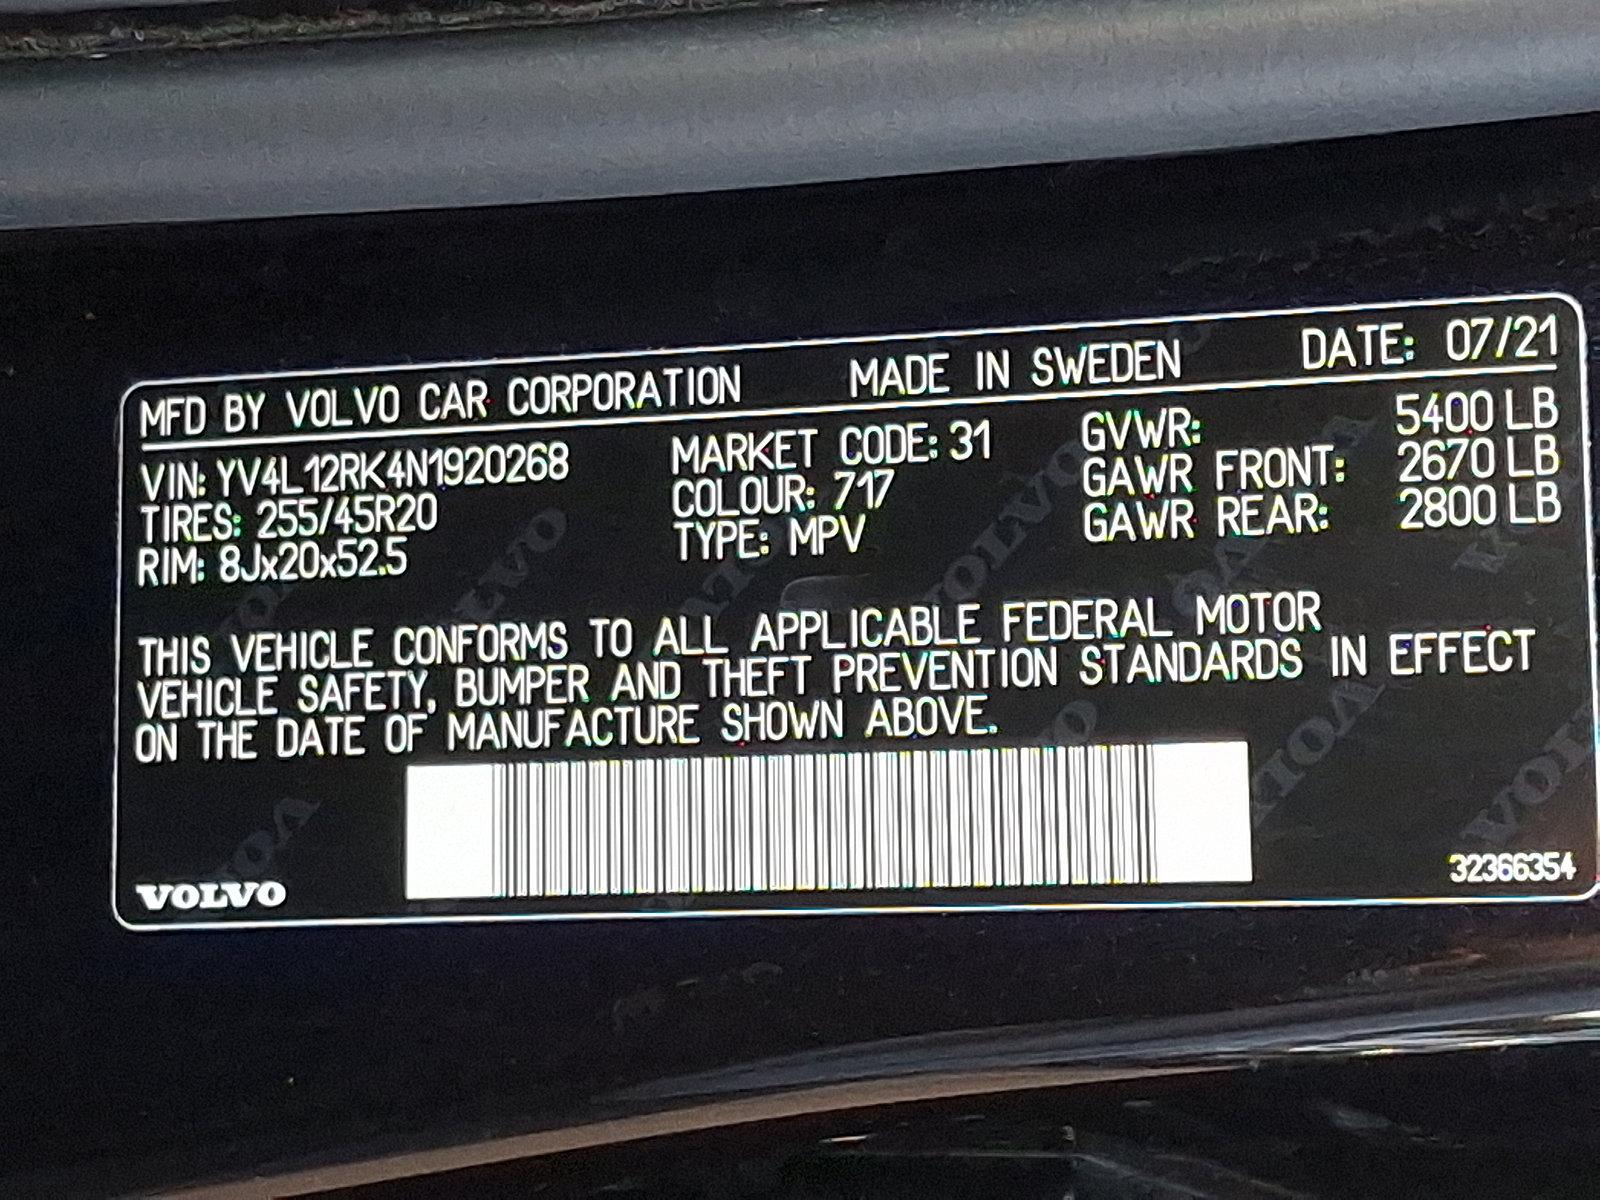 MFD BY VOLVO CAR CORPORATION MADE IN SWEDEN DATE: 07/21
VIN: YV4L12RK4N1920268 MARKET CODE: 31 GVWR: 5400 LB
TIRES: 255/45R20 COLOUR: 717 GAWR FRONT: 2670 LB
RIM: 8Jx20x52.5 TYPE: MPV GAWR REAR: 2800 LB
THIS VEHICLE CONFORMS TO ALL APPLICABLE FEDERAL MOTOR
VEHICLE SAFETY, BUMPER AND THEFT PREVENTION STANDARDS IN EFFECT
ON THE DATE OF MANUFACTURE SHOWN ABOVE.
VOLVO 32366354